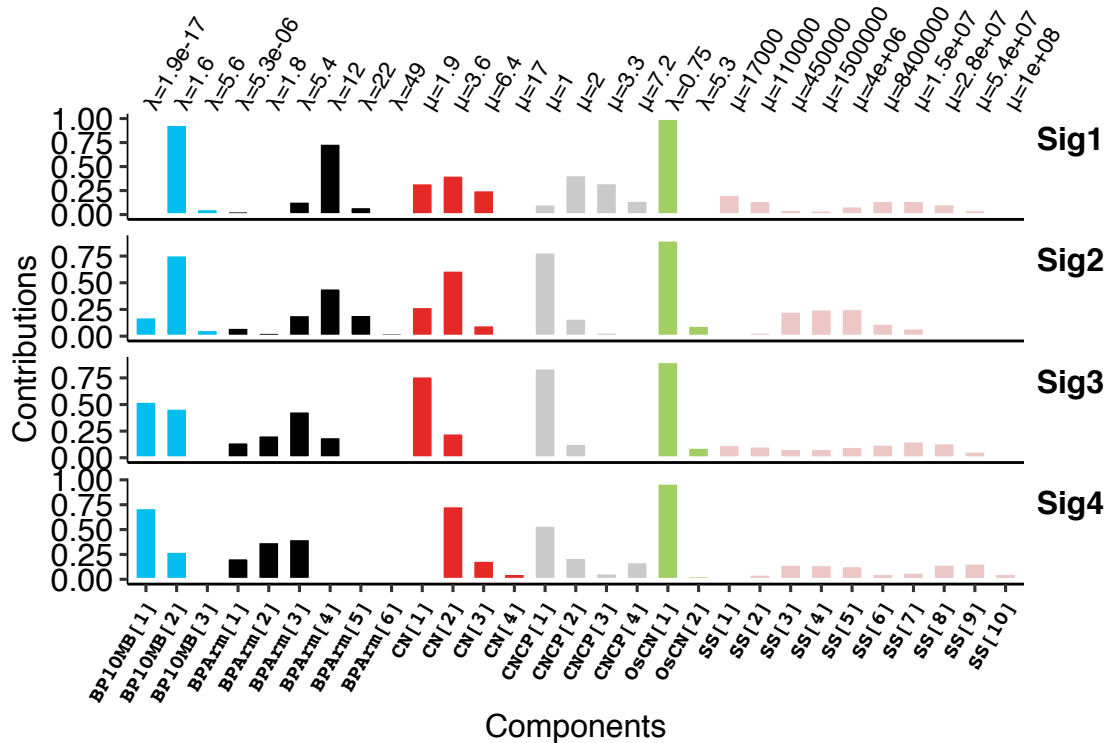 λ=1.9e-17
λ=1.6
λ=5.6
λ=5.3e-06
λ=1.8
λ=5.4
λ=12
λ=22
λ=49
μ=1.9
μ=3.6
μ=6.4
μ=17
μ=1
μ=2
μ=3.3
μ=7.2
λ=0.75
λ=5.3
μ=17000
μ=110000
μ=450000
μ=1500000
μ=4e+06
μ=8400000
μ=1.5e+07
μ=2.8e+07
μ=5.4e+07
μ=1e+08
Contributions
1.00
0.75
0.50
0.25
0.00
Sig1
0.75
0.50
0.25
0.00
Sig2
0.75
0.50
0.25
0.00
Sig3
1.00
0.75
0.50
0.25
0.00
Sig4
BP10MB[1]
BP10MB[2]
BP10MB[3]
BPArm[1]
BPArm[2]
BPArm[3]
BPArm[4]
BPArm[5]
BPArm[6]
CN[1]
CN[2]
CN[3]
CN[4]
CNCP[1]
CNCP[2]
CNCP[3]
CNCP[4]
OsCN[1]
OsCN[2]
SS[1]
SS[2]
SS[3]
SS[4]
SS[5]
SS[6]
SS[7]
SS[8]
SS[9]
SS[10]
Components